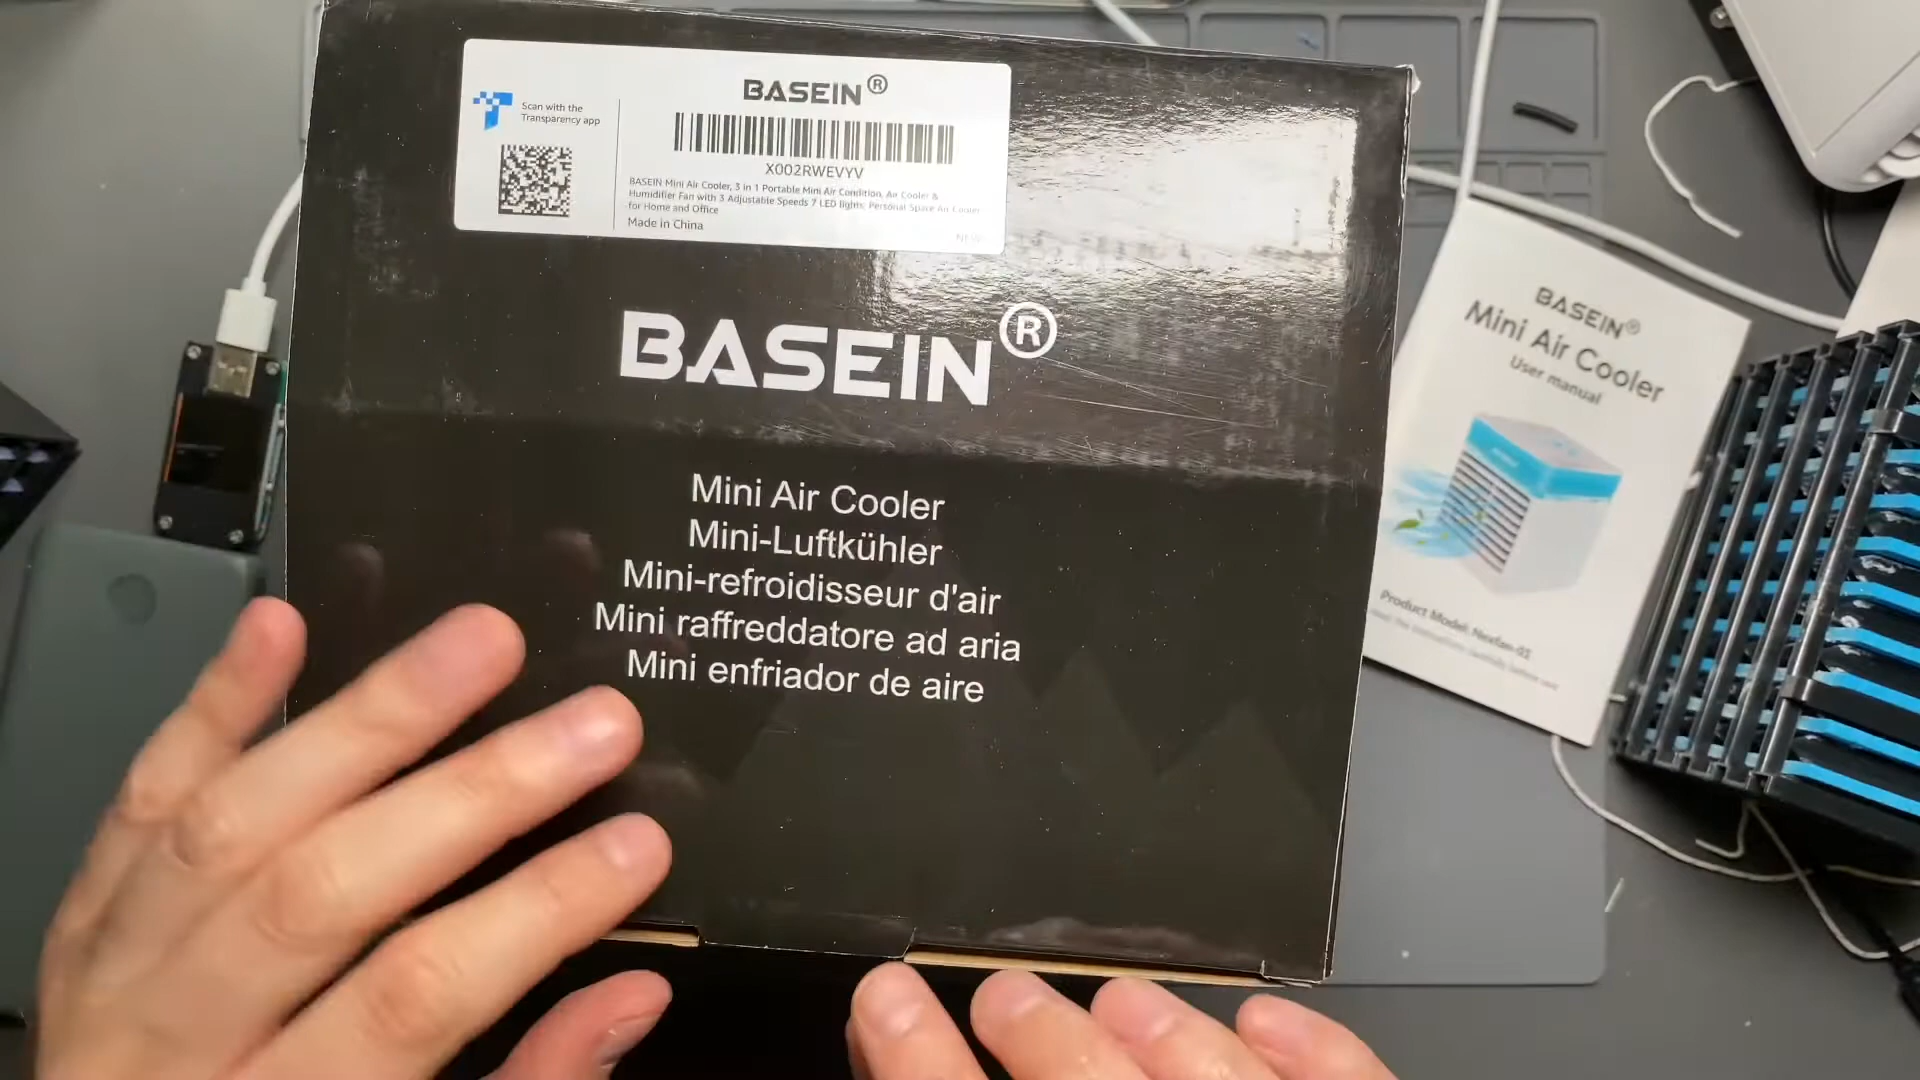 BASEIN®
Scan with the
Transparency app
X002RWEVYV
BASEIN Mini Air Cooler, 3 in 1 Portable Mini Air Condition, Air Cooler &
Humidifier Fan with 3 Adjustable Speeds 7 LED lights, Personal Space Air Cooler
for Home and Office
Made in China
NEW
BASEIN®
Mini Air Cooler
Mini-Luftkühler
Mini-refroidisseur d'air
Mini raffreddatore ad aria
Mini enfriador de aire
BASEIN®
Mini Air Cooler
User manual
Product Model: Nexfan-01